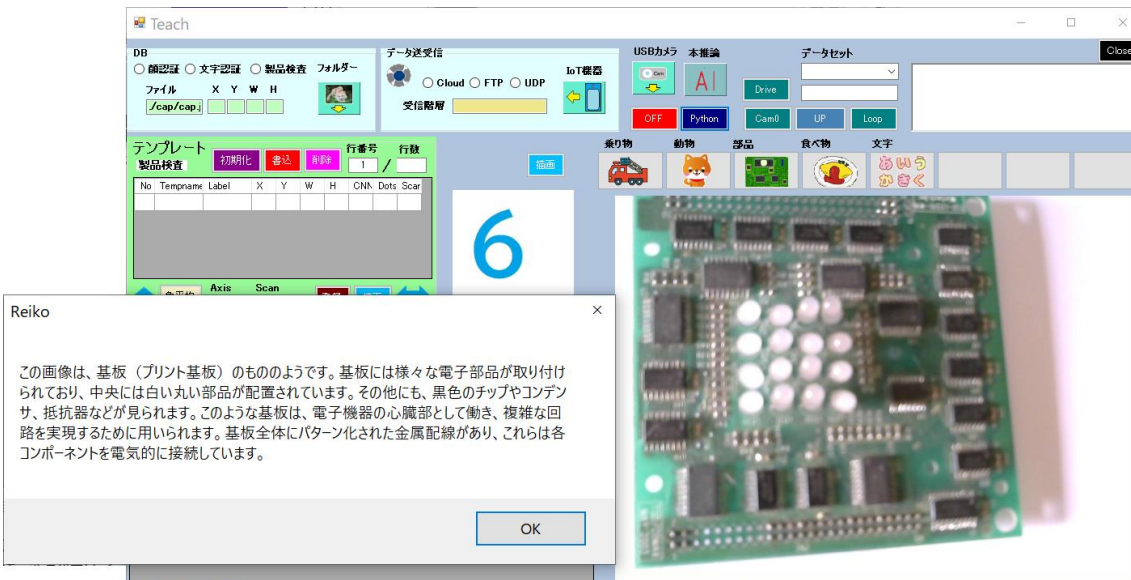 Teach
DB
顔認証 文字認証 製品検査 フォルダー
ファイル X Y W H
./cap/cap.j
データ送受信
Cloud FTP UDP
IoT機器
受信階層
USBカメラ 本推論
Cam
AI
OFF Python
データセット
Drive
Cam0 UP Loop
Close
テンプレート
製品検査
初期化 書込 削除
行番号 行数
1 /
No Tempname Label X Y W H CNN Dots Scan
描画
乗り物 動物 部品 食べ物 文字
あいう
かきく
6
Axis Scan
Reiko
この画像は、基板（プリント基板）のもののようです。基板には様々な電子部品が取り付け
られており、中央には白い丸い部品が配置されています。その他にも、黒色のチップやコンデン
サ、抵抗器などが見られます。このような基板は、電子機器の心臓部として働き、複雑な回
路を実現するために用いられます。基板全体にパターン化された金属配線があり、これらは各
コンポーネントを電気的に接続しています。
OK